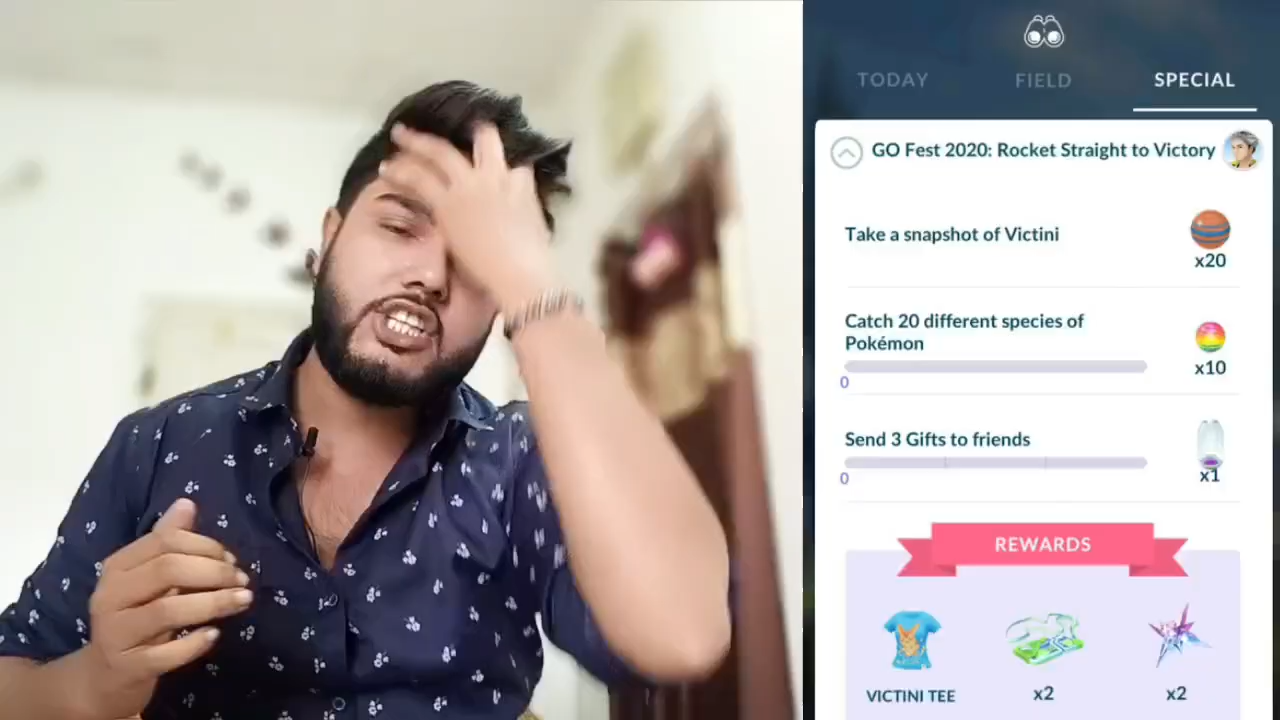 TODAY
FIELD
SPECIAL
GO Fest 2020: Rocket Straight to Victory
Take a snapshot of Victini
x20
Catch 20 different species of
Pokémon
x10
0
Send 3 Gifts to friends
x1
0
REWARDS
VICTINI TEE
x2
x2